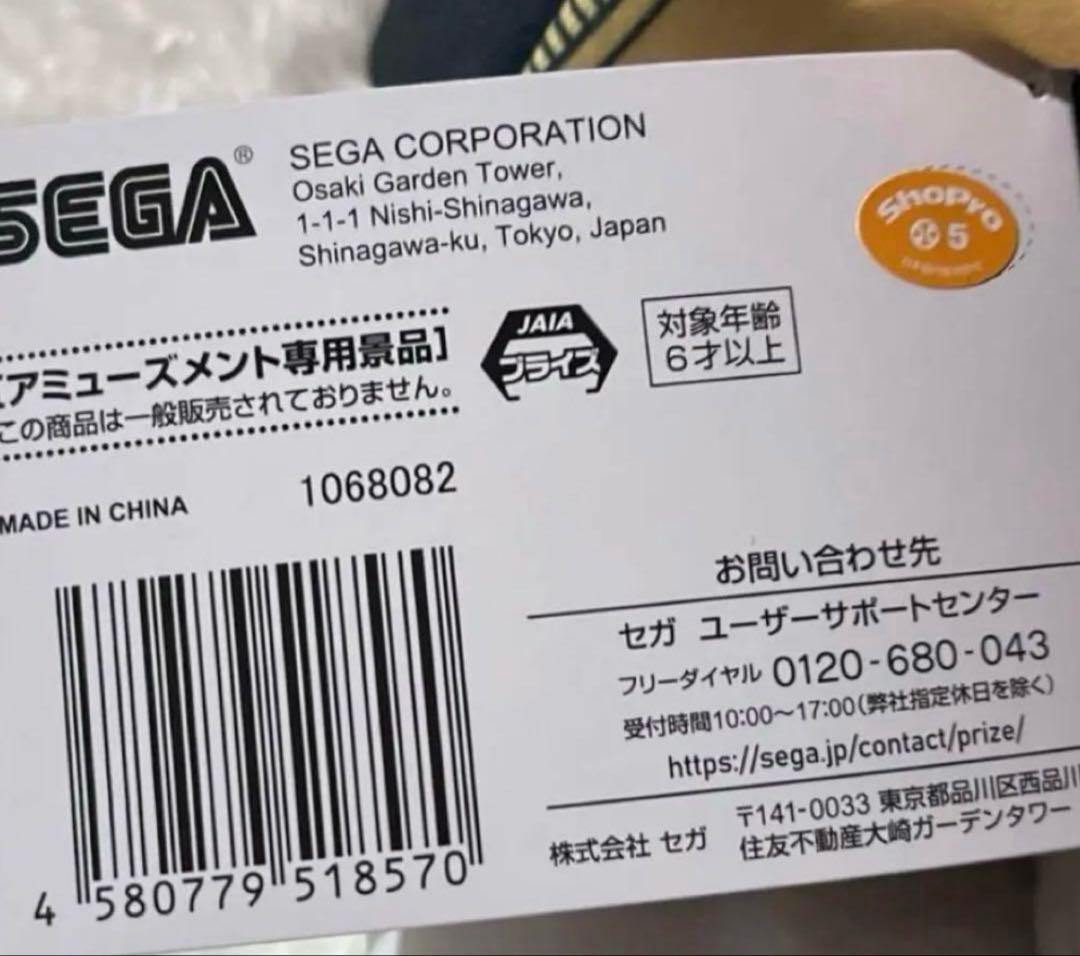 SEGA®
SEGA CORPORATION
Osaki Garden Tower,
1-1-1 Nishi-Shinagawa,
Shinagawa-ku, Tokyo, Japan
ShoPro
5
[アミューズメント専用景品]
この商品は一般販売されておりません。
JAIA
プライズ
対象年齢
6才以上
MADE IN CHINA
1068082
4 580779 518570
お問い合わせ先
セガ ユーザーサポートセンター
フリーダイヤル 0120-680-043
受付時間10:00〜17:00(弊社指定休日を除く)
https://sega.jp/contact/prize/
株式会社 セガ
〒141-0033 東京都品川区西品川
住友不動産大崎ガーデンタワー